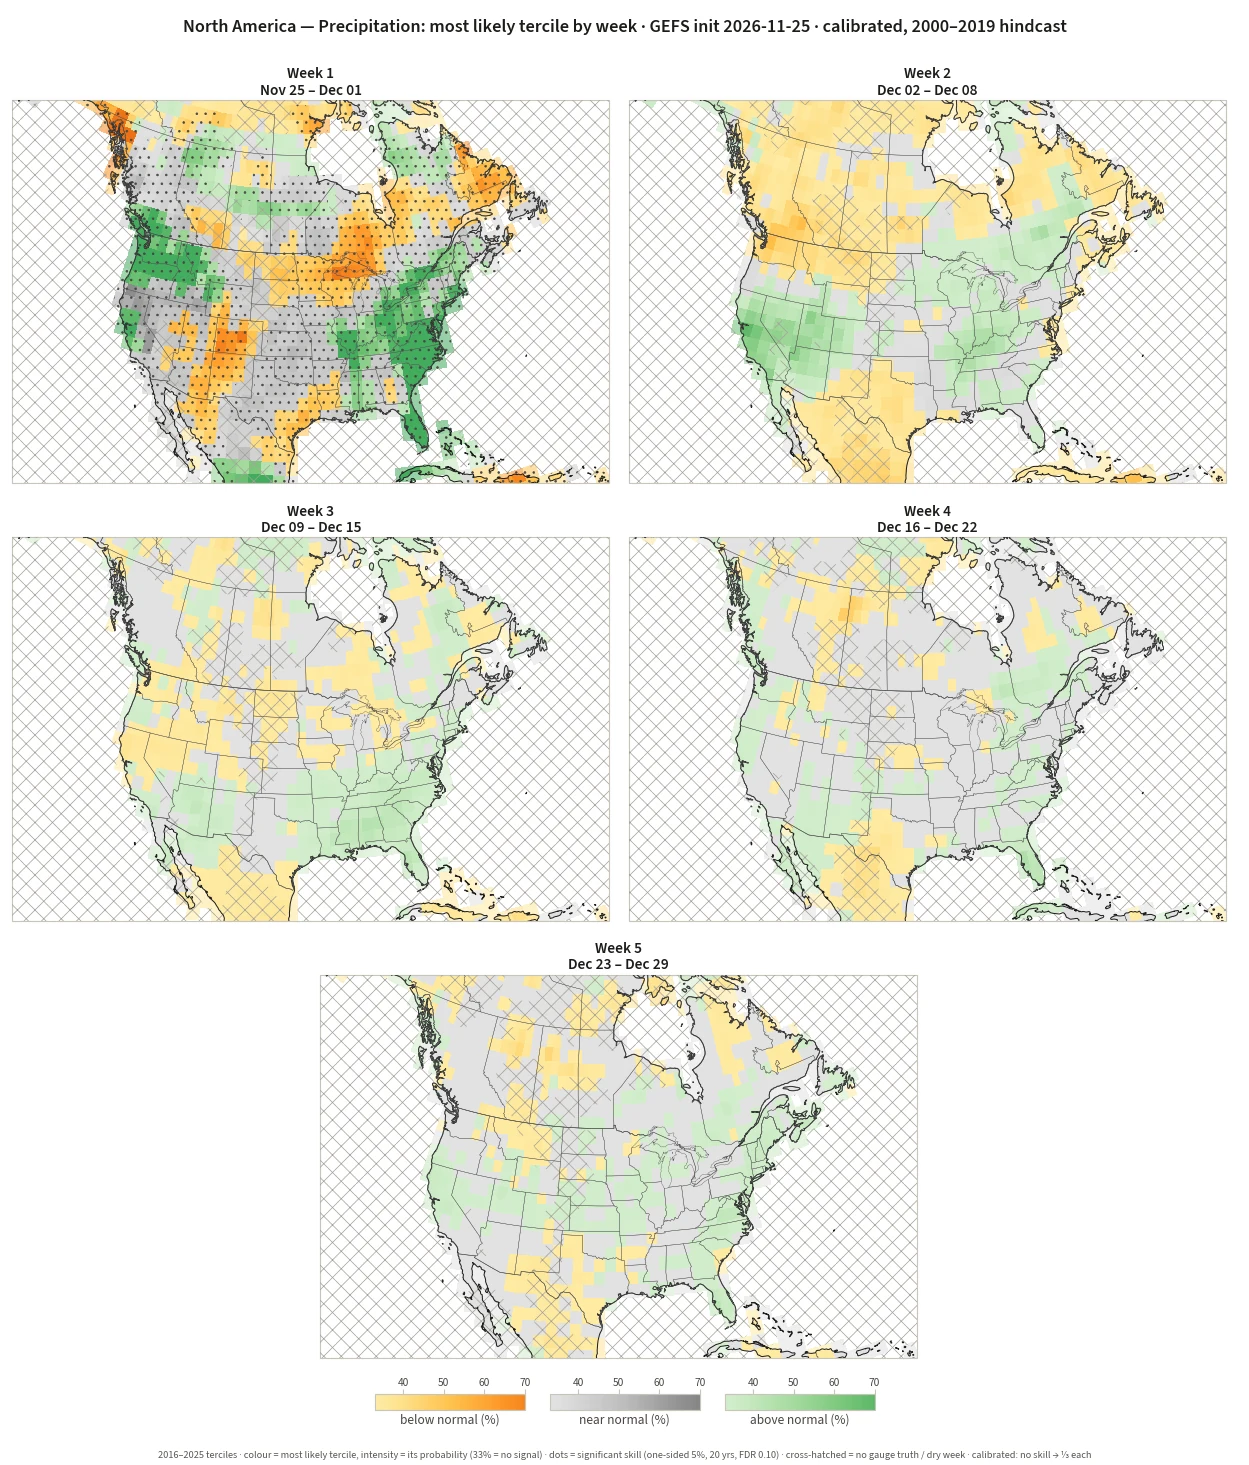 North America — Precipitation: most likely tercile by week · GEFS init 2026-11-25 · calibrated, 2000–2019 hindcast
Week 1
Nov 25 – Dec 01
Week 2
Dec 02 – Dec 08
Week 3
Dec 09 – Dec 15
Week 4
Dec 16 – Dec 22
Week 5
Dec 23 – Dec 29
40 50 60 70
below normal (%)
40 50 60 70
near normal (%)
40 50 60 70
above normal (%)
2016–2025 terciles · colour = most likely tercile, intensity = its probability (33% = no signal) · dots = significant skill (one-sided 5%, 20 yrs, FDR 0.10) · cross-hatched = no gauge truth / dry week · calibrated: no skill → ⅓ each